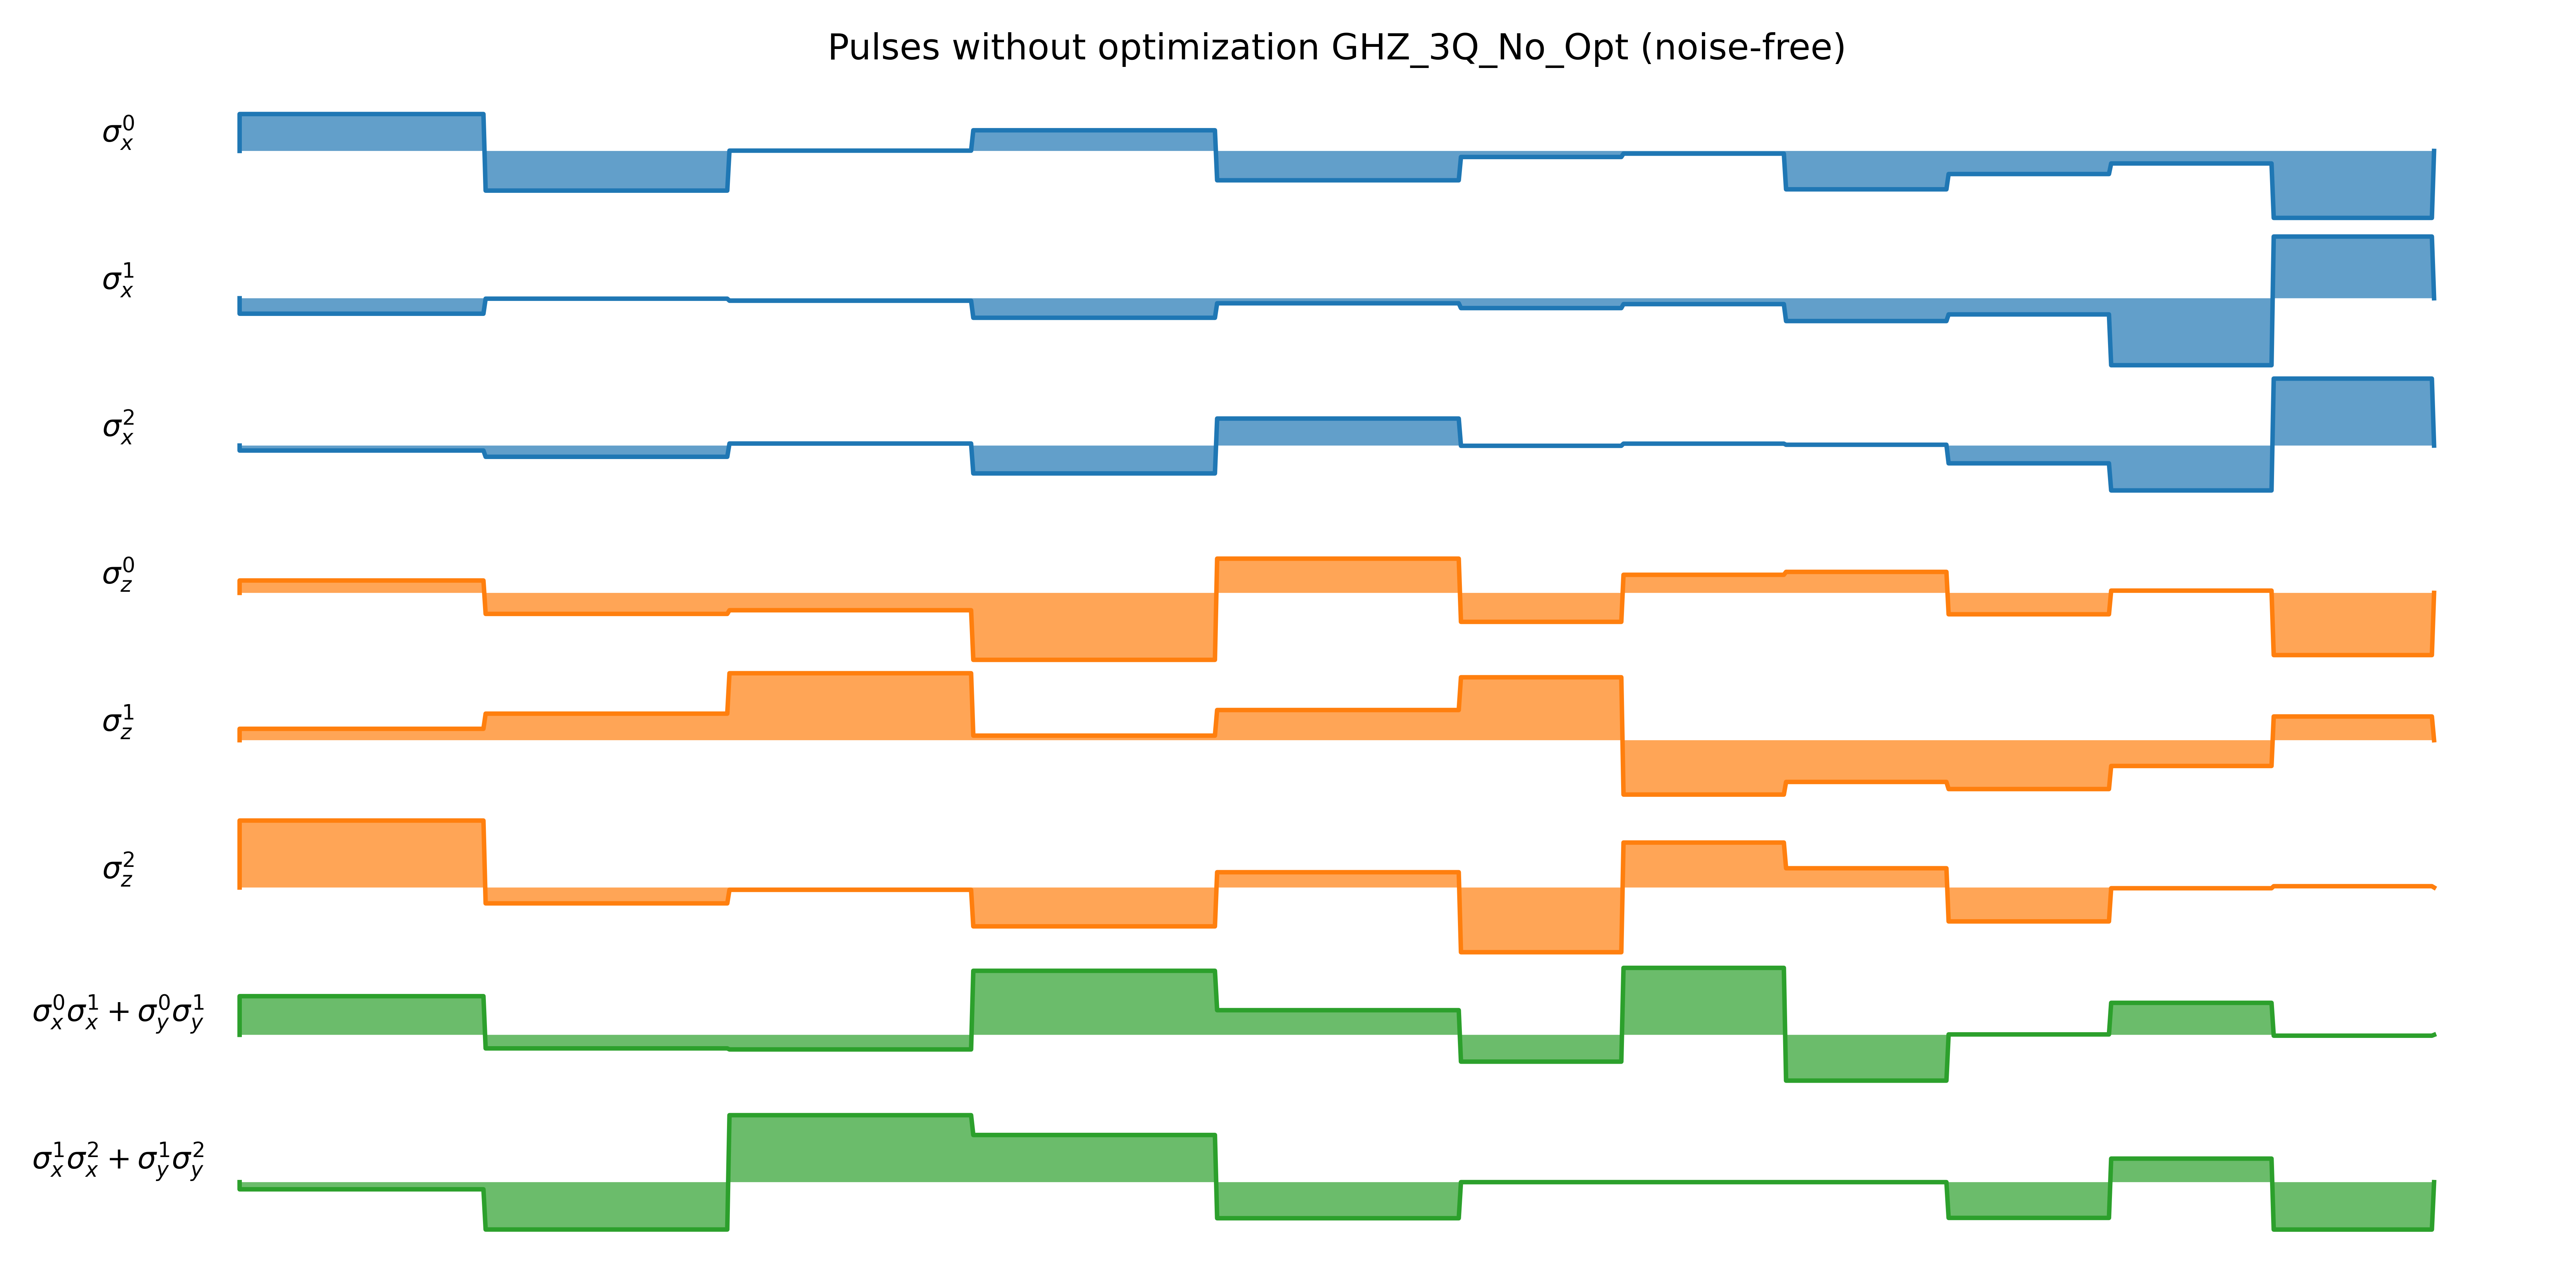 Pulses without optimization GHZ_3Q_No_Opt (noise-free)
σ_x^0
σ_x^1
σ_x^2
σ_z^0
σ_z^1
σ_z^2
σ_x^0σ_x^1 + σ_y^0σ_y^1
σ_x^1σ_x^2 + σ_y^1σ_y^2